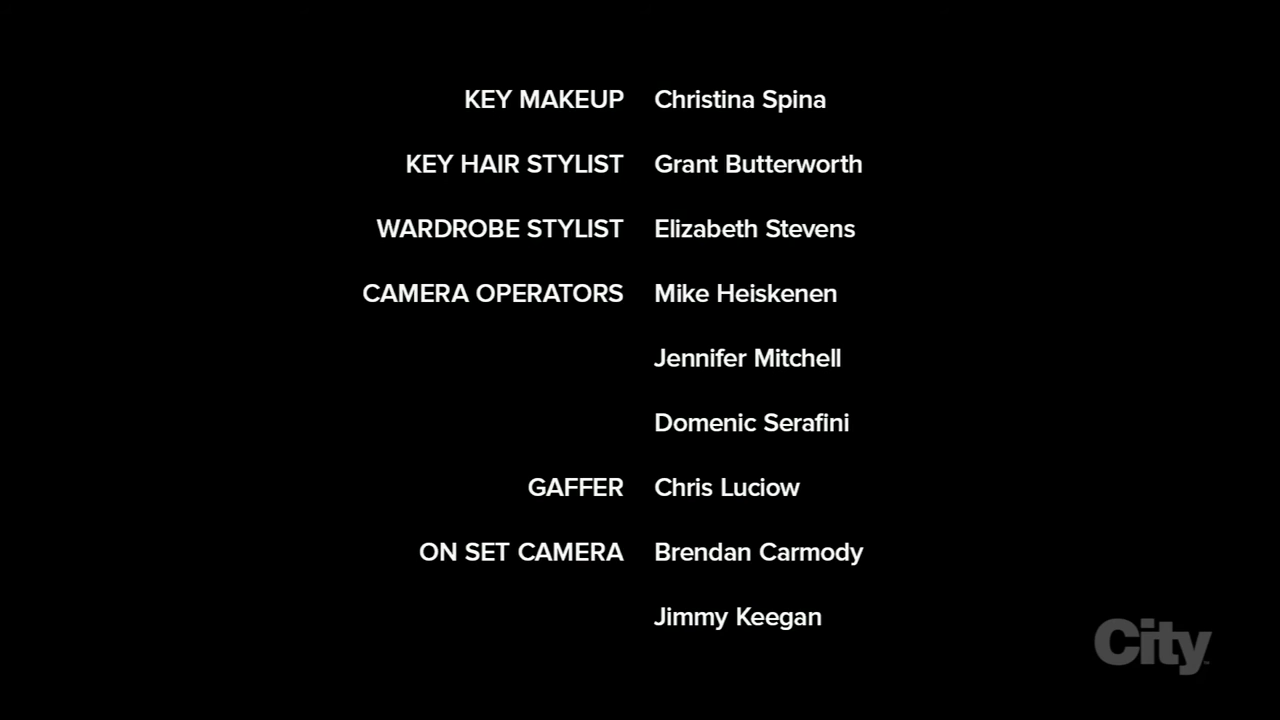 KEY MAKEUP Christina Spina
KEY HAIR STYLIST Grant Butterworth
WARDROBE STYLIST Elizabeth Stevens
CAMERA OPERATORS Mike Heiskenen
Jennifer Mitchell
Domenic Serafini
GAFFER Chris Luciow
ON SET CAMERA Brendan Carmody
Jimmy Keegan
City™